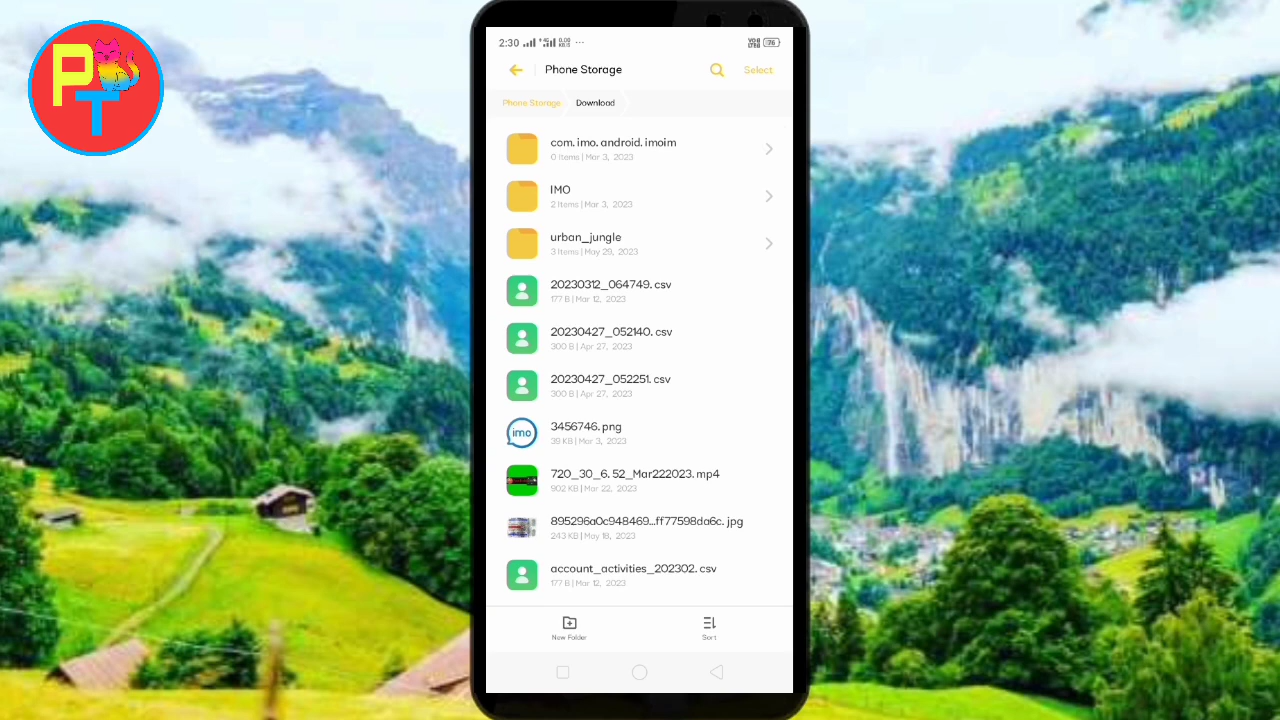 PT
2:30
76
Phone Storage
Select
Phone Storage
Download
com. imo. android. imoim
0 Items | Mar 3, 2023
IMO
2 Items | Mar 3, 2023
urban_jungle
3 Items | May 29, 2023
20230312_064749. csv
177 B | Mar 12, 2023
20230427_052140. csv
300 B | Apr 27, 2023
20230427_052251. csv
300 B | Apr 27, 2023
imo
3456746. png
39 KB | Mar 3, 2023
720_30_6. 52_Mar222023. mp4
902 KB | Mar 22, 2023
895296a0c948469...ff77598da6c. jpg
243 KB | May 18, 2023
account_activities_202302. csv
177 B | Mar 12, 2023
New Folder
Sort